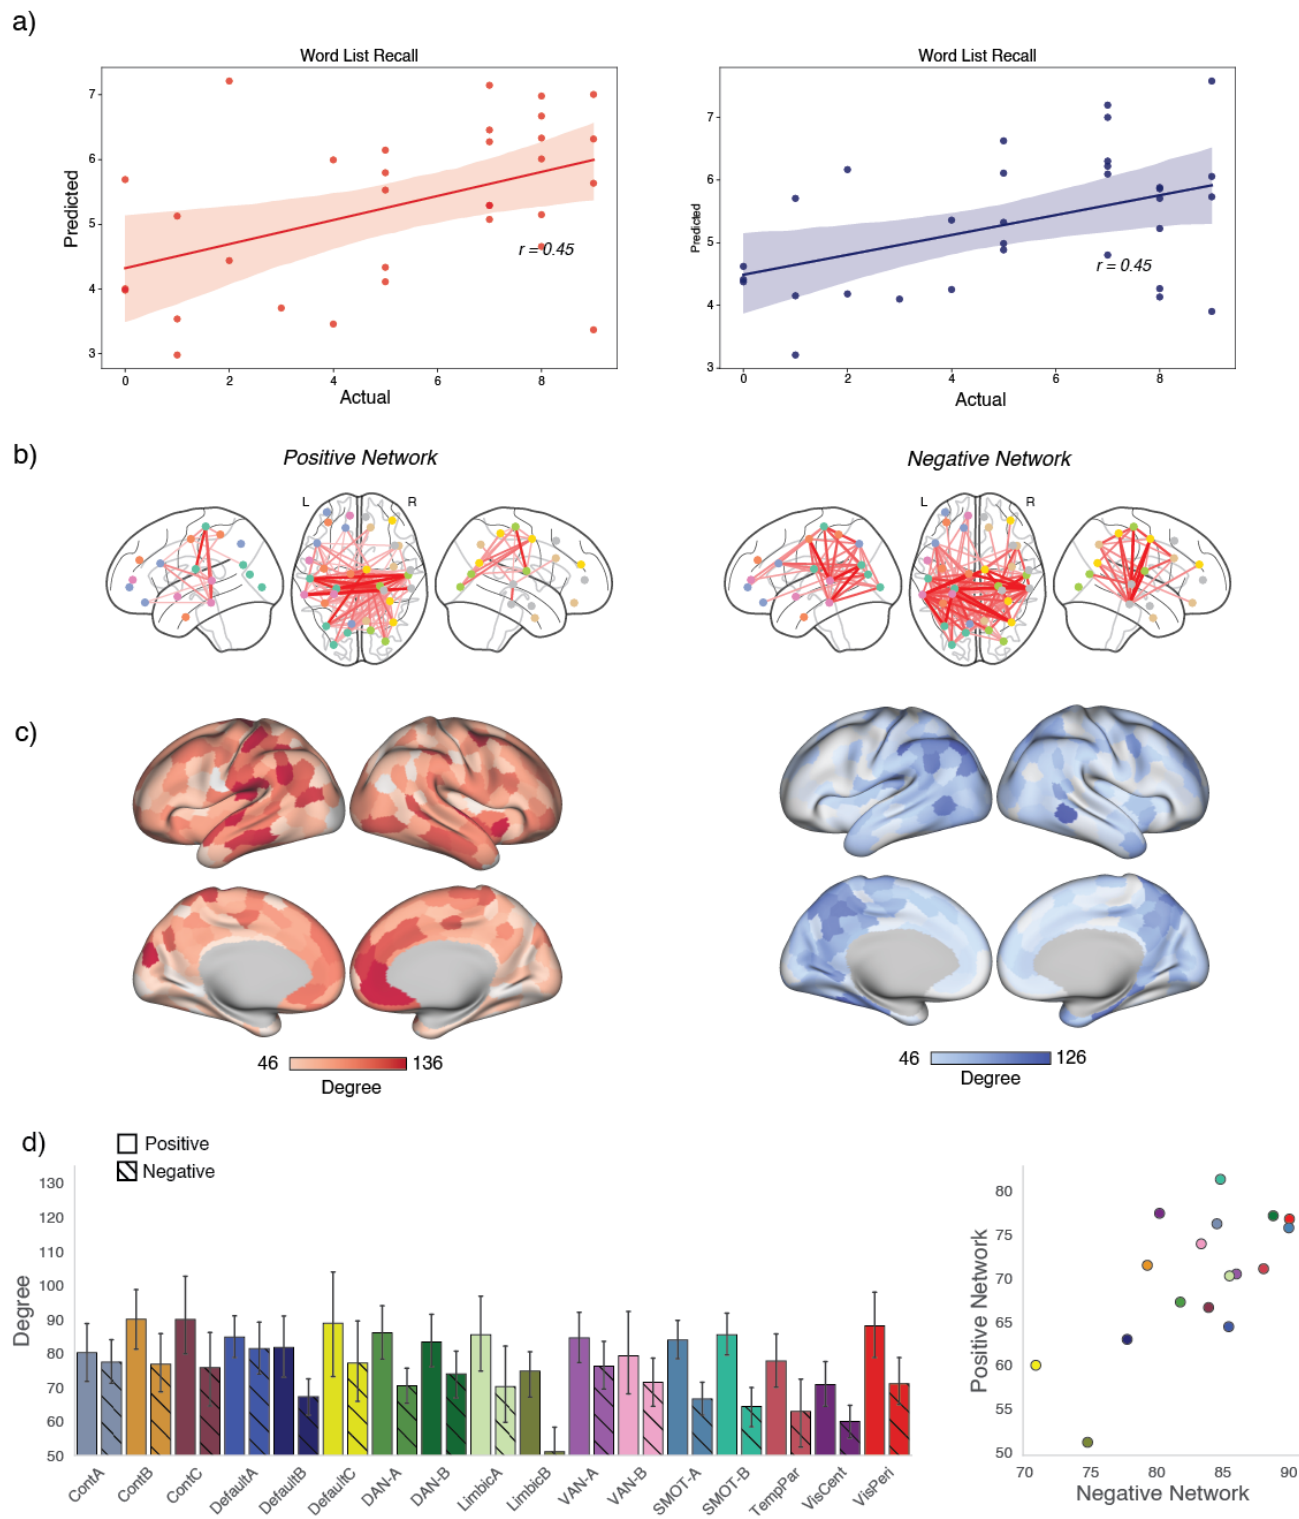 a)
Word List Recall
Word List Recall
7
6
5
4
3
Predicted
r = 0.45
0
2
4
6
8
Actual
7
6
5
4
3
Predicted
r = 0.45
0
2
4
6
8
Actual
b)
Positive Network
Negative Network
L
R
L
R
c)
46
136
Degree
46
126
Degree
d)
Positive
Negative
130
120
110
100
90
80
70
60
50
Degree
ContA
ContB
ContC
DefaultA
DefaultB
DefaultC
DAN-A
DAN-B
LimbicA
LimbicB
VAN-A
VAN-B
SMOT-A
SMOT-B
TempPar
VisCent
VisPeri
80
75
70
65
60
55
50
Positive Network
70
75
80
85
90
Negative Network